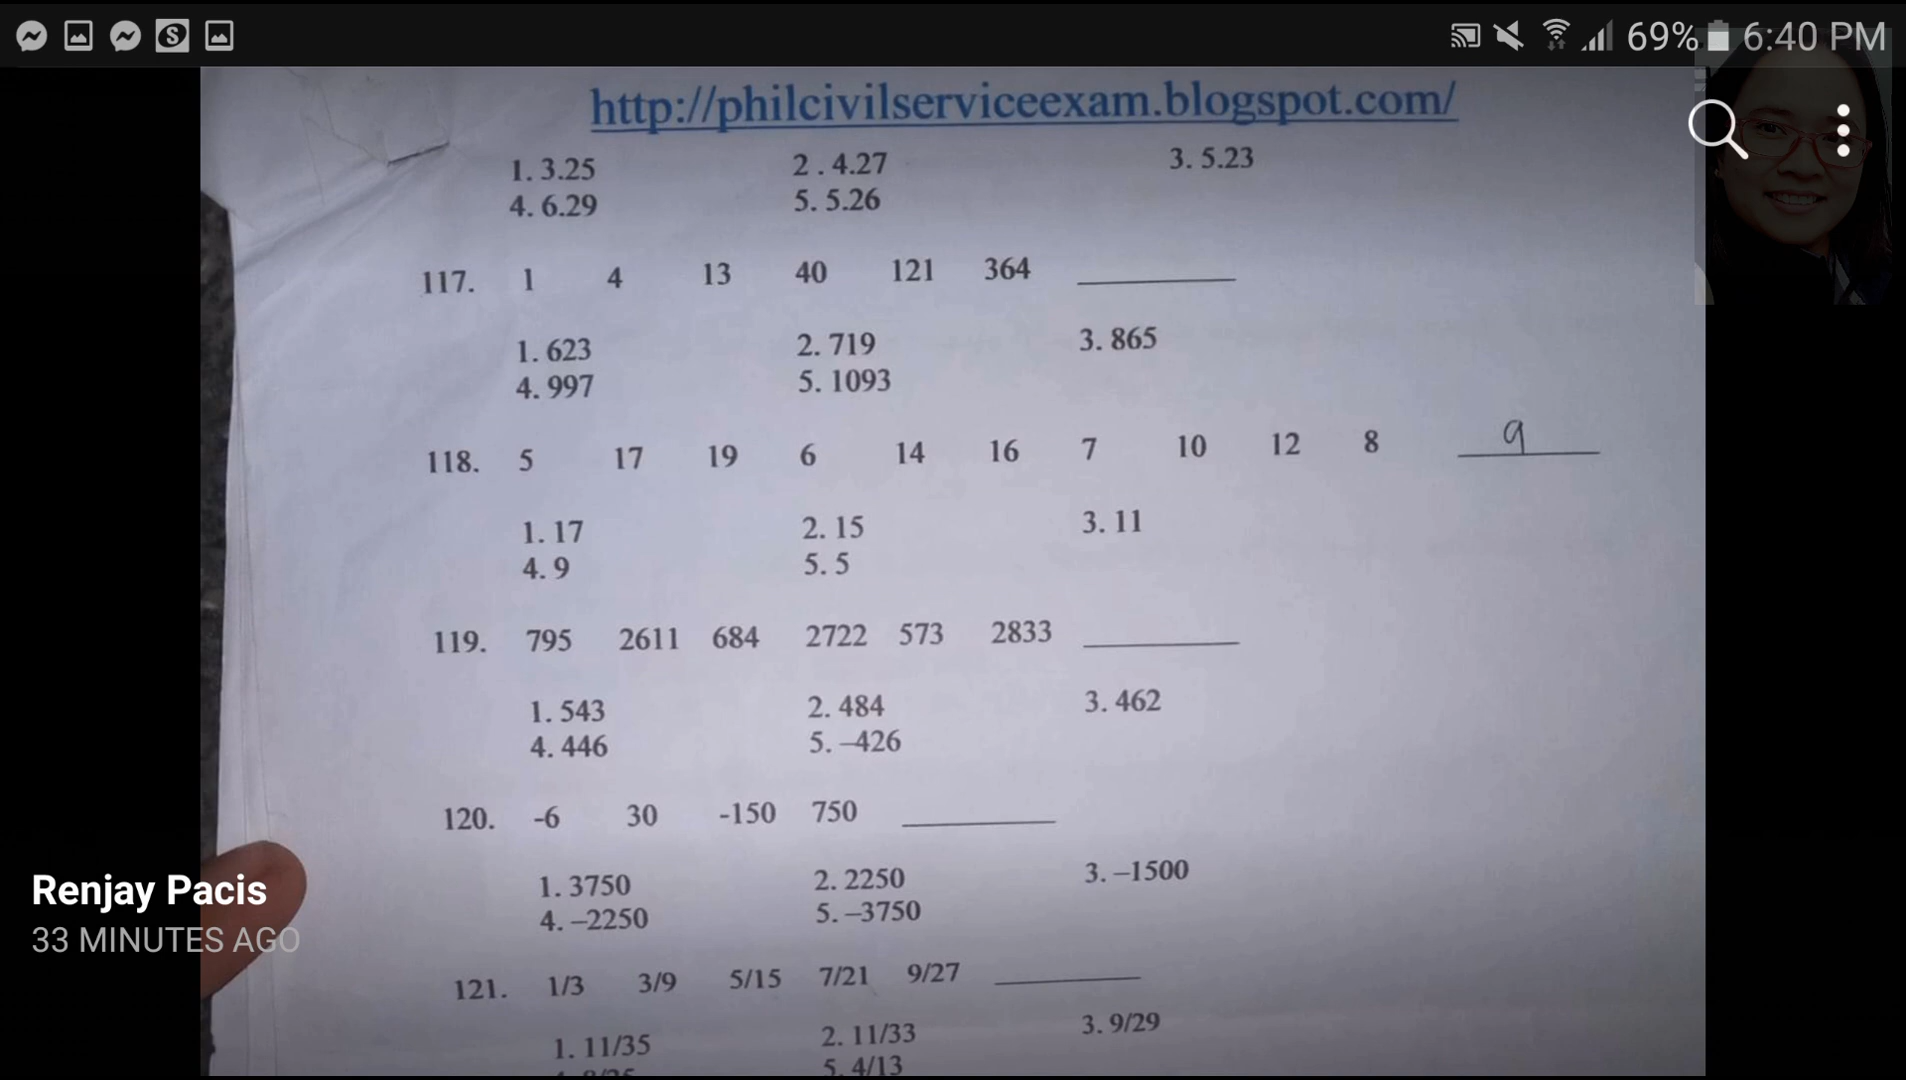 69% 6:40 PM
http://philcivilserviceexam.blogspot.com/
1. 3.25 2 . 4.27 3. 5.23
4. 6.29 5. 5.26
117. 1 4 13 40 121 364 ________
1. 623 2. 719 3. 865
4. 997 5. 1093
118. 5 17 19 6 14 16 7 10 12 8 9
1. 17 2. 15 3. 11
4. 9 5. 5
119. 795 2611 684 2722 573 2833 ________
1. 543 2. 484 3. 462
4. 446 5. –426
120. -6 30 -150 750 ________
1. 3750 2. 2250 3. –1500
4. –2250 5. –3750
121. 1/3 3/9 5/15 7/21 9/27 ________
1. 11/35 2. 11/33 3. 9/29
5. 4/13
Renjay Pacis
33 MINUTES AGO